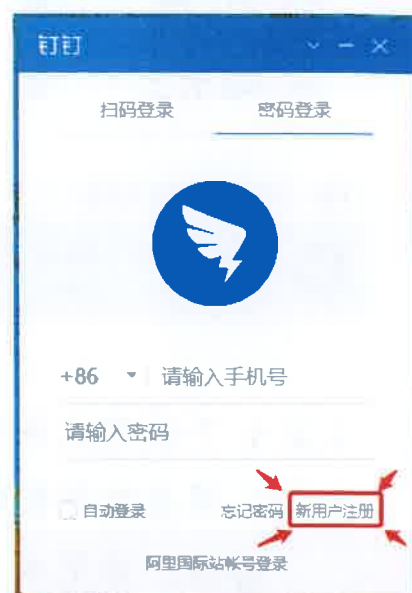 钉钉
扫码登录 密码登录
+86 请输入手机号
请输入密码
自动登录 忘记密码 新用户注册
阿里国际站帐号登录